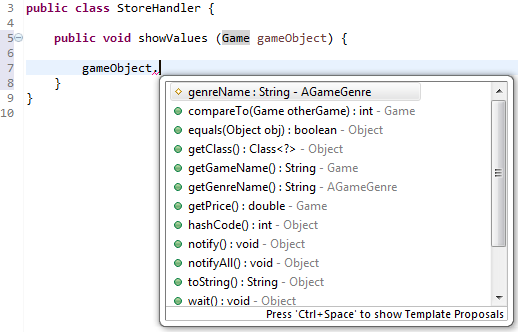 3 public class StoreHandler {
4
5 public void showValues (Game gameObject) {
6
7 gameObject.
8 }
9 }
10
genreName : String - AGameGenre
compareTo(Game otherGame) : int - Game
equals(Object obj) : boolean - Object
getClass() : Class<?> - Object
getGameName() : String - Game
getGenreName() : String - AGameGenre
getPrice() : double - Game
hashCode() : int - Object
notify() : void - Object
notifyAll() : void - Object
toString() : String - Object
wait() : void - Object
Press 'Ctrl+Space' to show Template Proposals